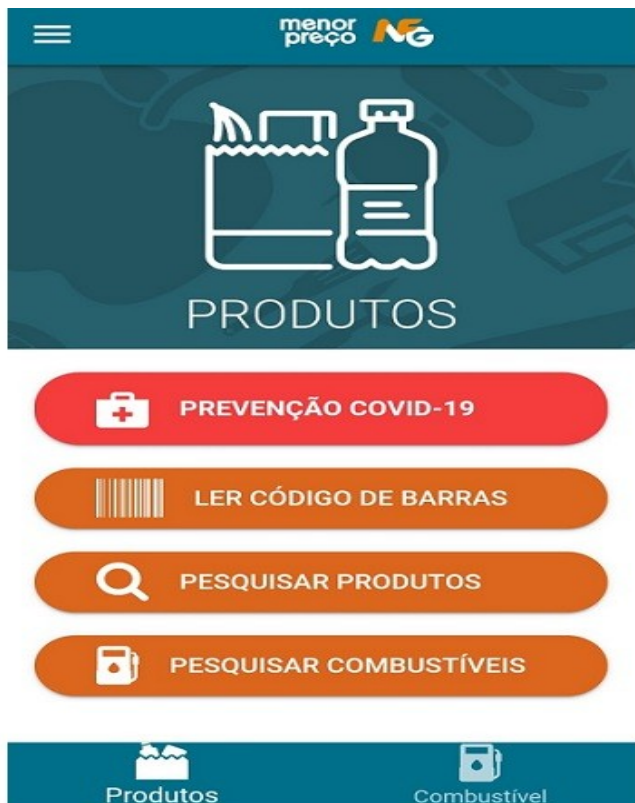 menor
preço NFG
PRODUTOS
PREVENÇÃO COVID-19
LER CÓDIGO DE BARRAS
PESQUISAR PRODUTOS
PESQUISAR COMBUSTÍVEIS
Produtos Combustível